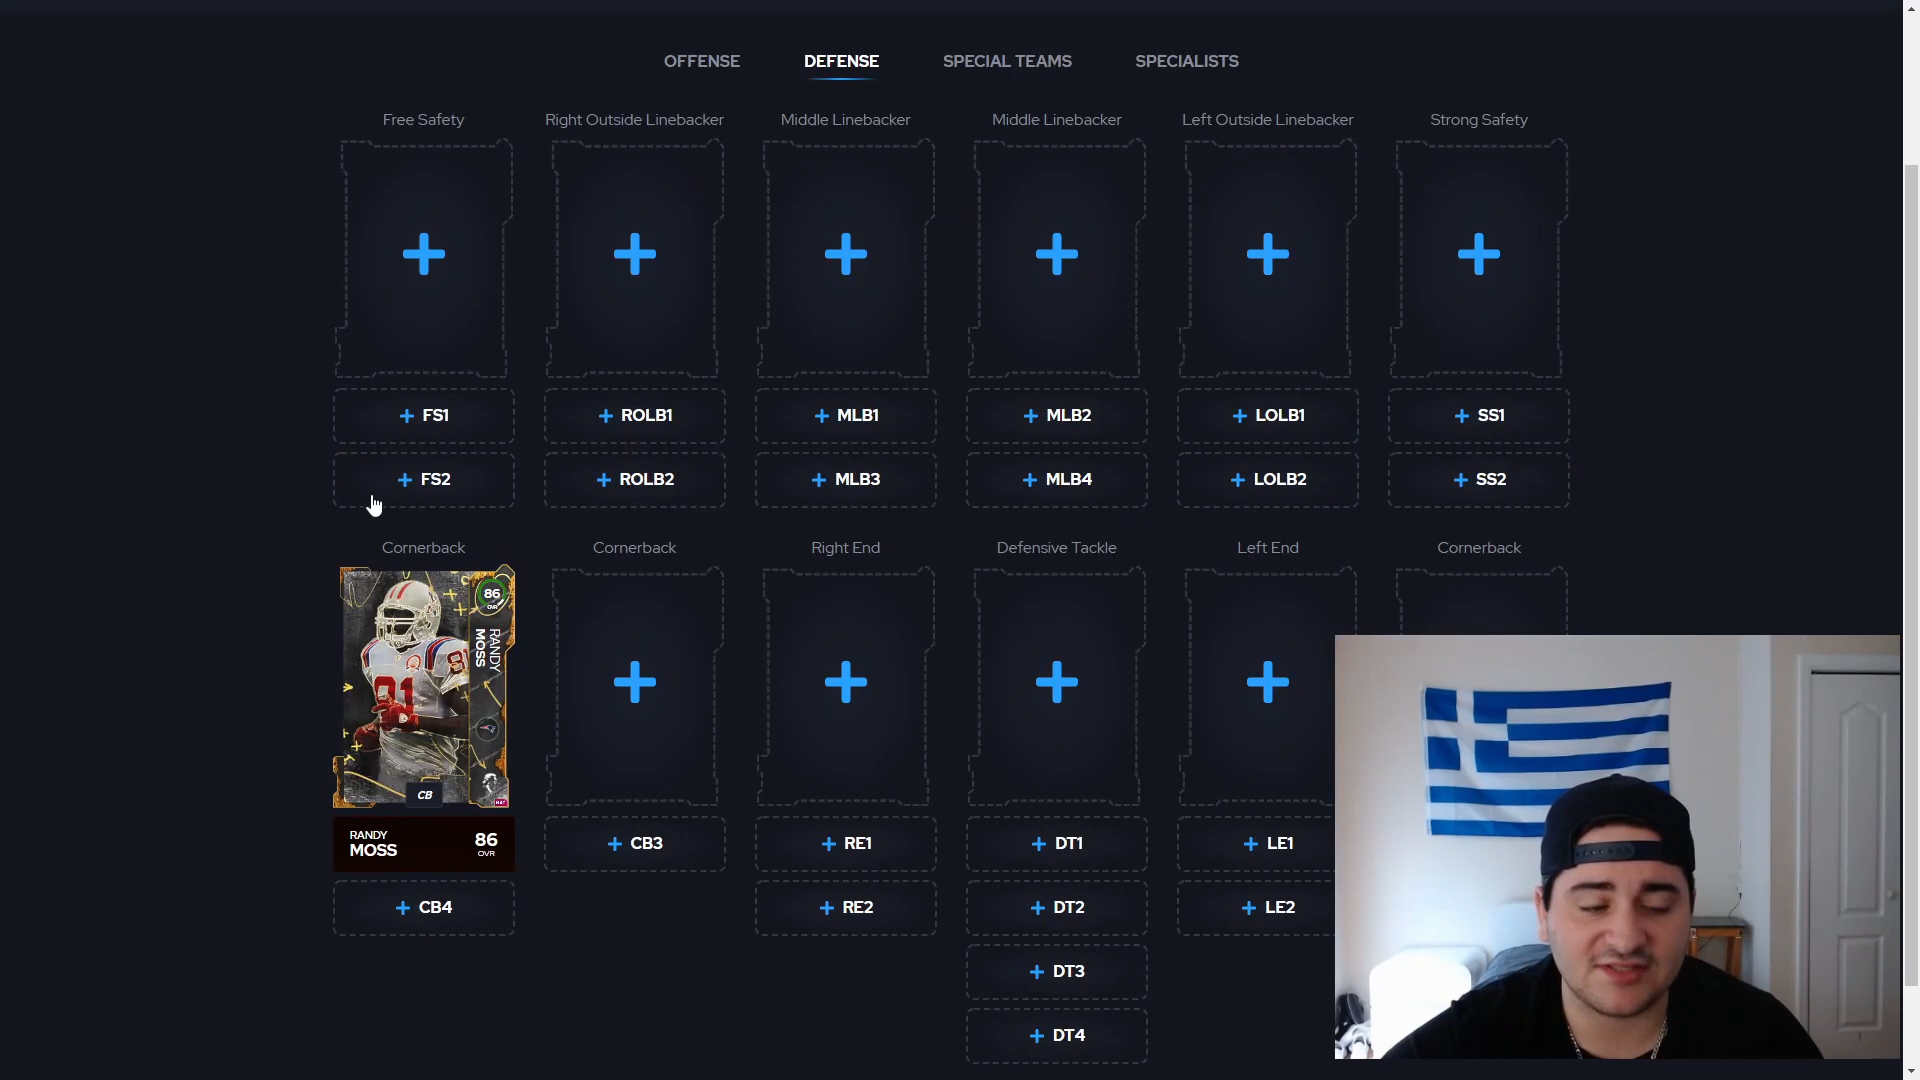 OFFENSE DEFENSE SPECIAL TEAMS SPECIALISTS
Free Safety Right Outside Linebacker Middle Linebacker Middle Linebacker Left Outside Linebacker Strong Safety
FS1 ROLB1 MLB1 MLB2 LOLB1 SS1
FS2 ROLB2 MLB3 MLB4 LOLB2 SS2
Cornerback Cornerback Right End Defensive Tackle Left End Cornerback
86
OVR
RANDY
MOSS
91
81
CB
RANDY
MOSS
86
OVR
CB3 RE1 DT1 LE1
CB4 RE2 DT2 LE2
DT3
DT4